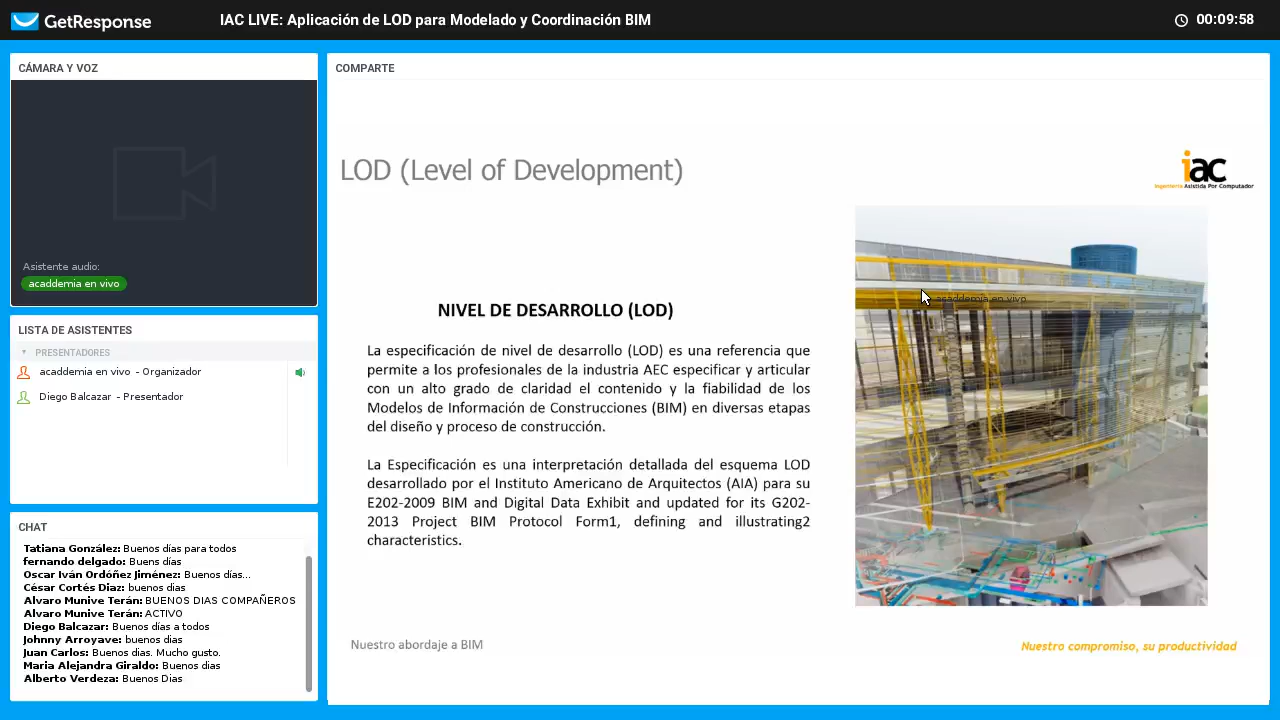 GetResponse
IAC LIVE: Aplicación de LOD para Modelado y Coordinación BIM
00:09:58
CÁMARA Y VOZ
Asistente audio:
acaddemia en vivo
LISTA DE ASISTENTES
PRESENTADORES
acaddemia en vivo - Organizador
Diego Balcazar - Presentador
CHAT
Tatiana González: Buenos días para todos
fernando delgado: Buens días
Oscar Iván Ordóñez Jiménez: Buenos días...
César Cortés Diaz: buenos dias
Alvaro Munive Terán: BUENOS DIAS COMPAÑEROS
Alvaro Munive Terán: ACTIVO
Diego Balcazar: Buenos días a todos
Johnny Arroyave: buenos dias
Juan Carlos: Buenos dias. Mucho gusto.
Maria Alejandra Giraldo: Buenos dias
Alberto Verdeza: Buenos Dias
COMPARTE
LOD (Level of Development)
iac
Ingeniería Asistida Por Computador
acaddemia en vivo
NIVEL DE DESARROLLO (LOD)
La especificación de nivel de desarrollo (LOD) es una referencia que
permite a los profesionales de la industria AEC especificar y articular
con un alto grado de claridad el contenido y la fiabilidad de los
Modelos de Información de Construcciones (BIM) en diversas etapas
del diseño y proceso de construcción.
La Especificación es una interpretación detallada del esquema LOD
desarrollado por el Instituto Americano de Arquitectos (AIA) para su
E202-2009 BIM and Digital Data Exhibit and updated for its G202-
2013 Project BIM Protocol Form1, defining and illustrating2
characteristics.
Nuestro abordaje a BIM
Nuestro compromiso, su productividad